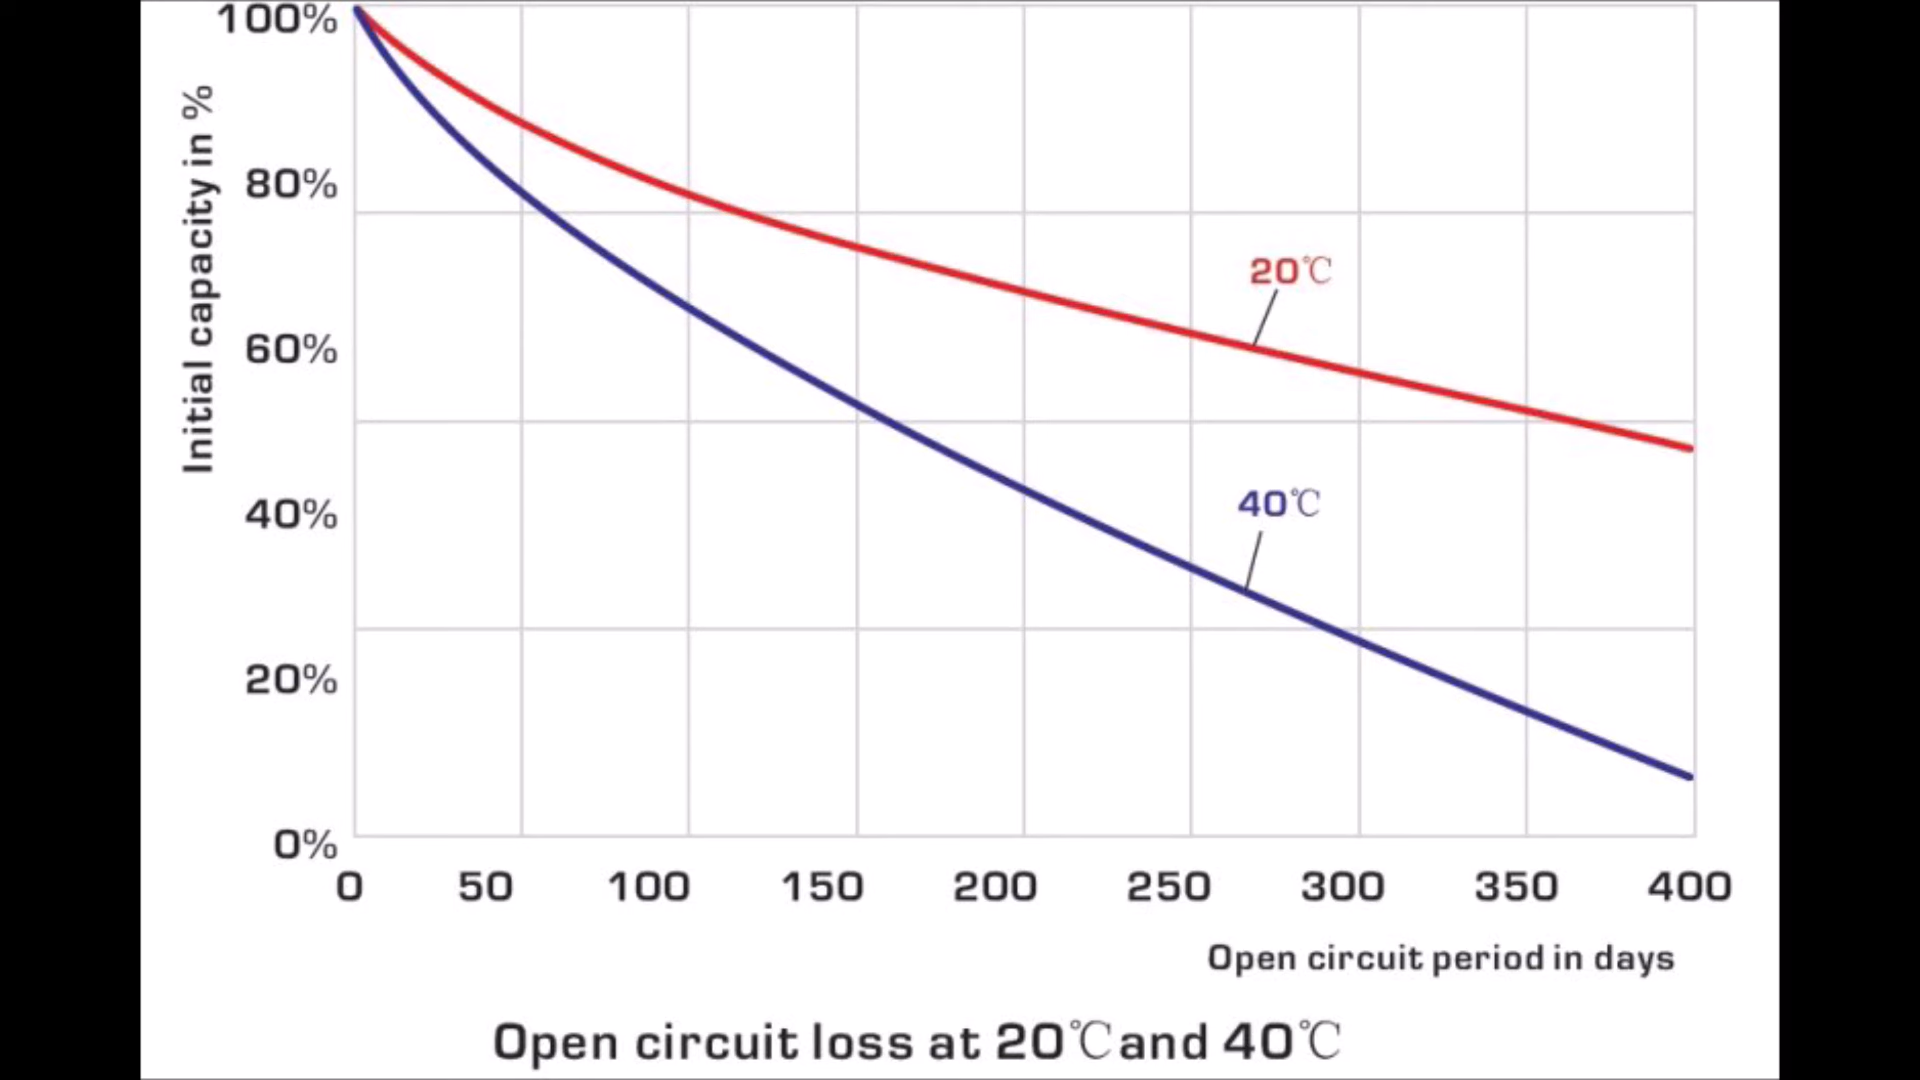 100%
80%
60%
40%
20%
0%
Initial capacity in %
20℃
40℃
0 50 100 150 200 250 300 350 400
Open circuit period in days
Open circuit loss at 20℃and 40℃